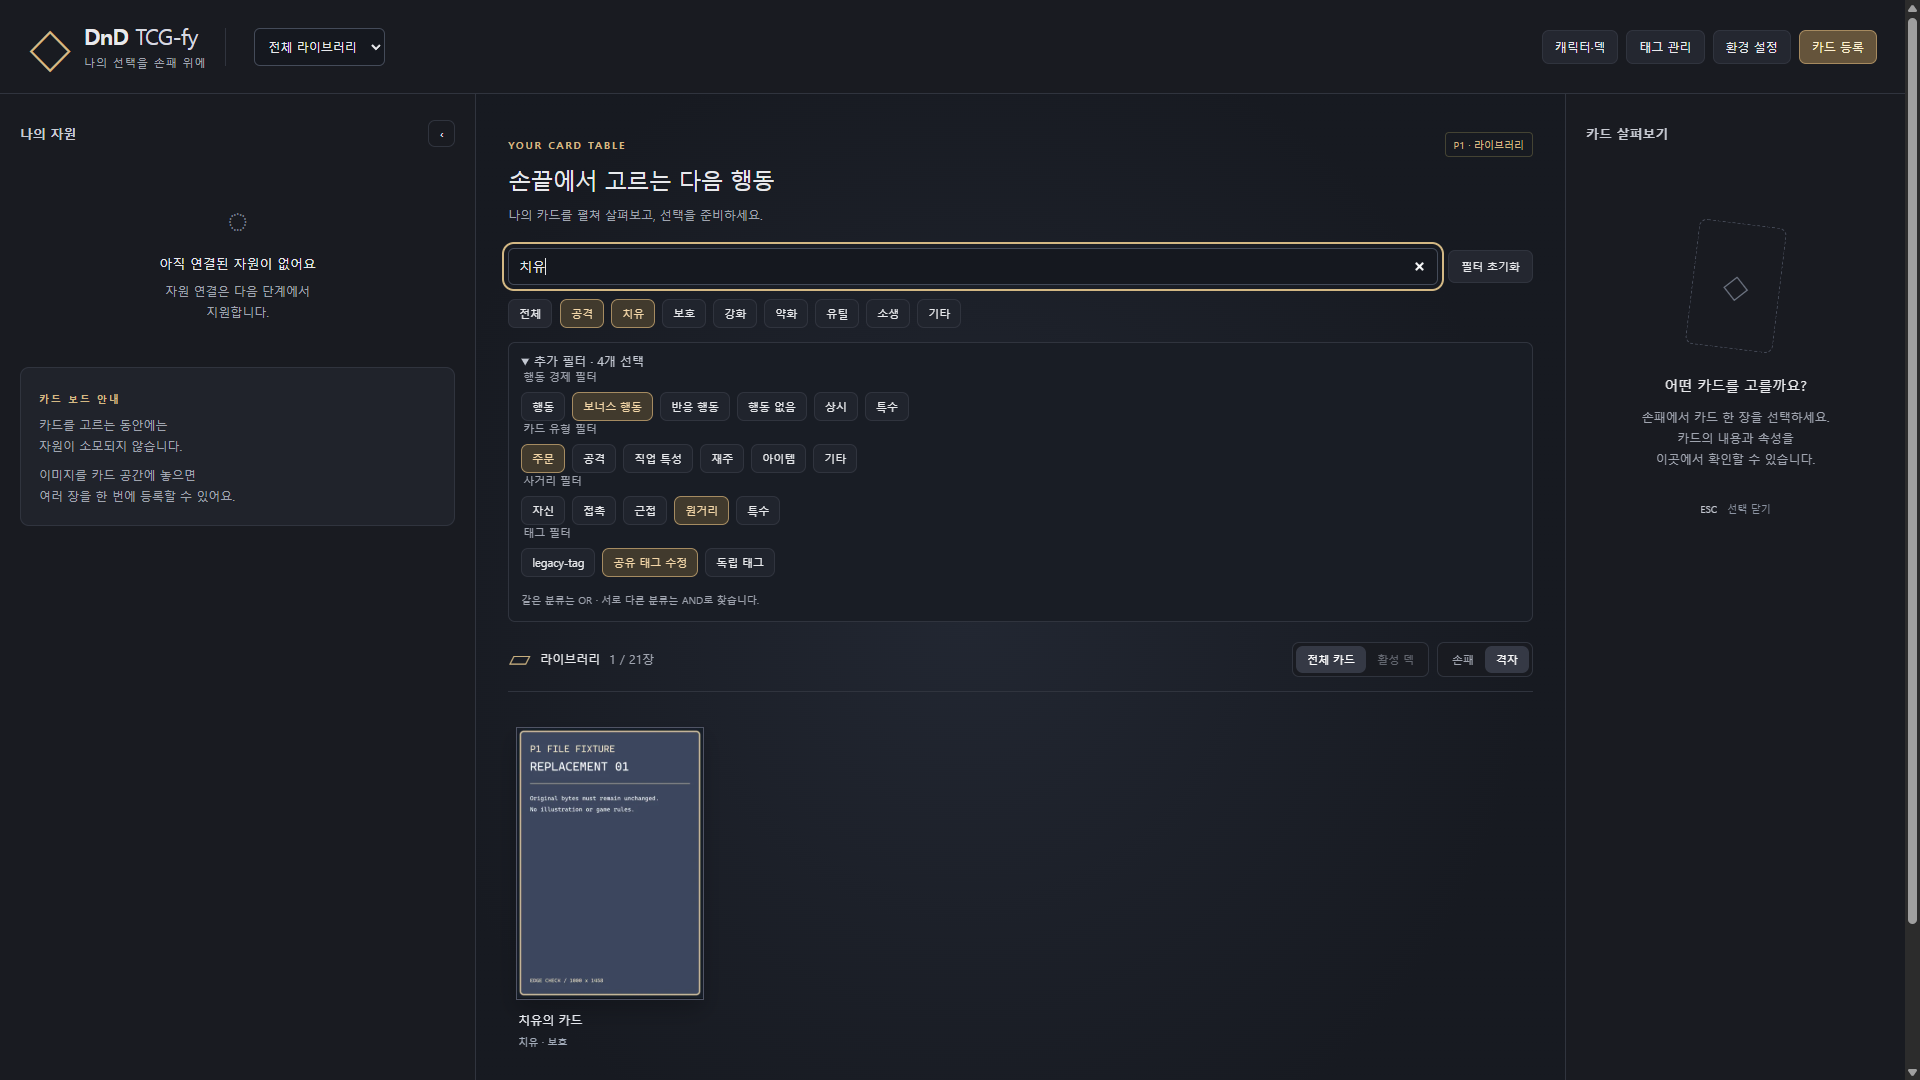 DnD TCG-fy
나의 선택을 손패 위에
전체 라이브러리
캐릭터·덱
태그 관리
환경 설정
카드 등록
나의 자원
‹
아직 연결된 자원이 없어요
자원 연결은 다음 단계에서
지원합니다.
카드 보드 안내
카드를 고르는 동안에는
자원이 소모되지 않습니다.
이미지를 카드 공간에 놓으면
여러 장을 한 번에 등록할 수 있어요.
YOUR CARD TABLE
P1 · 라이브러리
손끝에서 고르는 다음 행동
나의 카드를 펼쳐 살펴보고, 선택을 준비하세요.
치유
필터 초기화
전체 공격 치유 보호 강화 약화 유틸 소생 기타
▼ 추가 필터 · 4개 선택
행동 경제 필터
행동 보너스 행동 반응 행동 행동 없음 상시 특수
카드 유형 필터
주문 공격 직업 특성 재주 아이템 기타
사거리 필터
자신 접촉 근접 원거리 특수
태그 필터
legacy-tag 공유 태그 수정 독립 태그
같은 분류는 OR · 서로 다른 분류는 AND로 찾습니다.
라이브러리 1 / 21장
전체 카드 활성 덱
손패 격자
P1 FILE FIXTURE
REPLACEMENT 01
Original bytes must remain unchanged.
No illustration or game rules.
EDGE CHECK / 1000 x 1450
치유의 카드
치유 · 보호
카드 살펴보기
어떤 카드를 고를까요?
손패에서 카드 한 장을 선택하세요.
카드의 내용과 속성을
이곳에서 확인할 수 있습니다.
ESC 선택 닫기